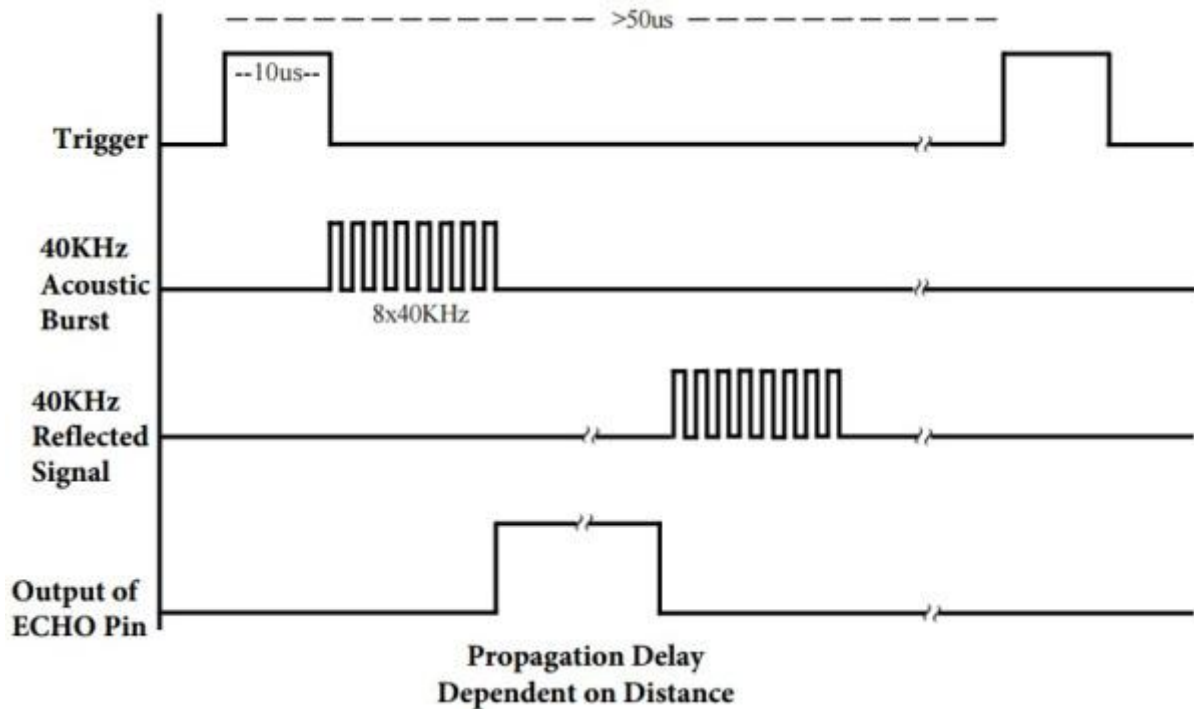 >50us
--10us--
Trigger
40KHz
Acoustic
Burst
8x40KHz
40KHz
Reflected
Signal
Output of
ECHO Pin
Propagation Delay
Dependent on Distance